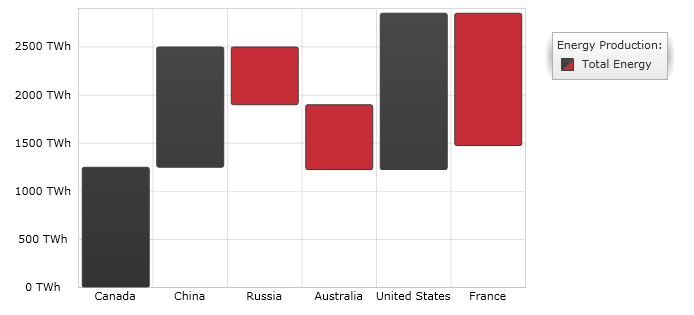 2500 TWh
2000 TWh
1500 TWh
1000 TWh
500 TWh
0 TWh
Canada China Russia Australia United States France
Energy Production:
Total Energy